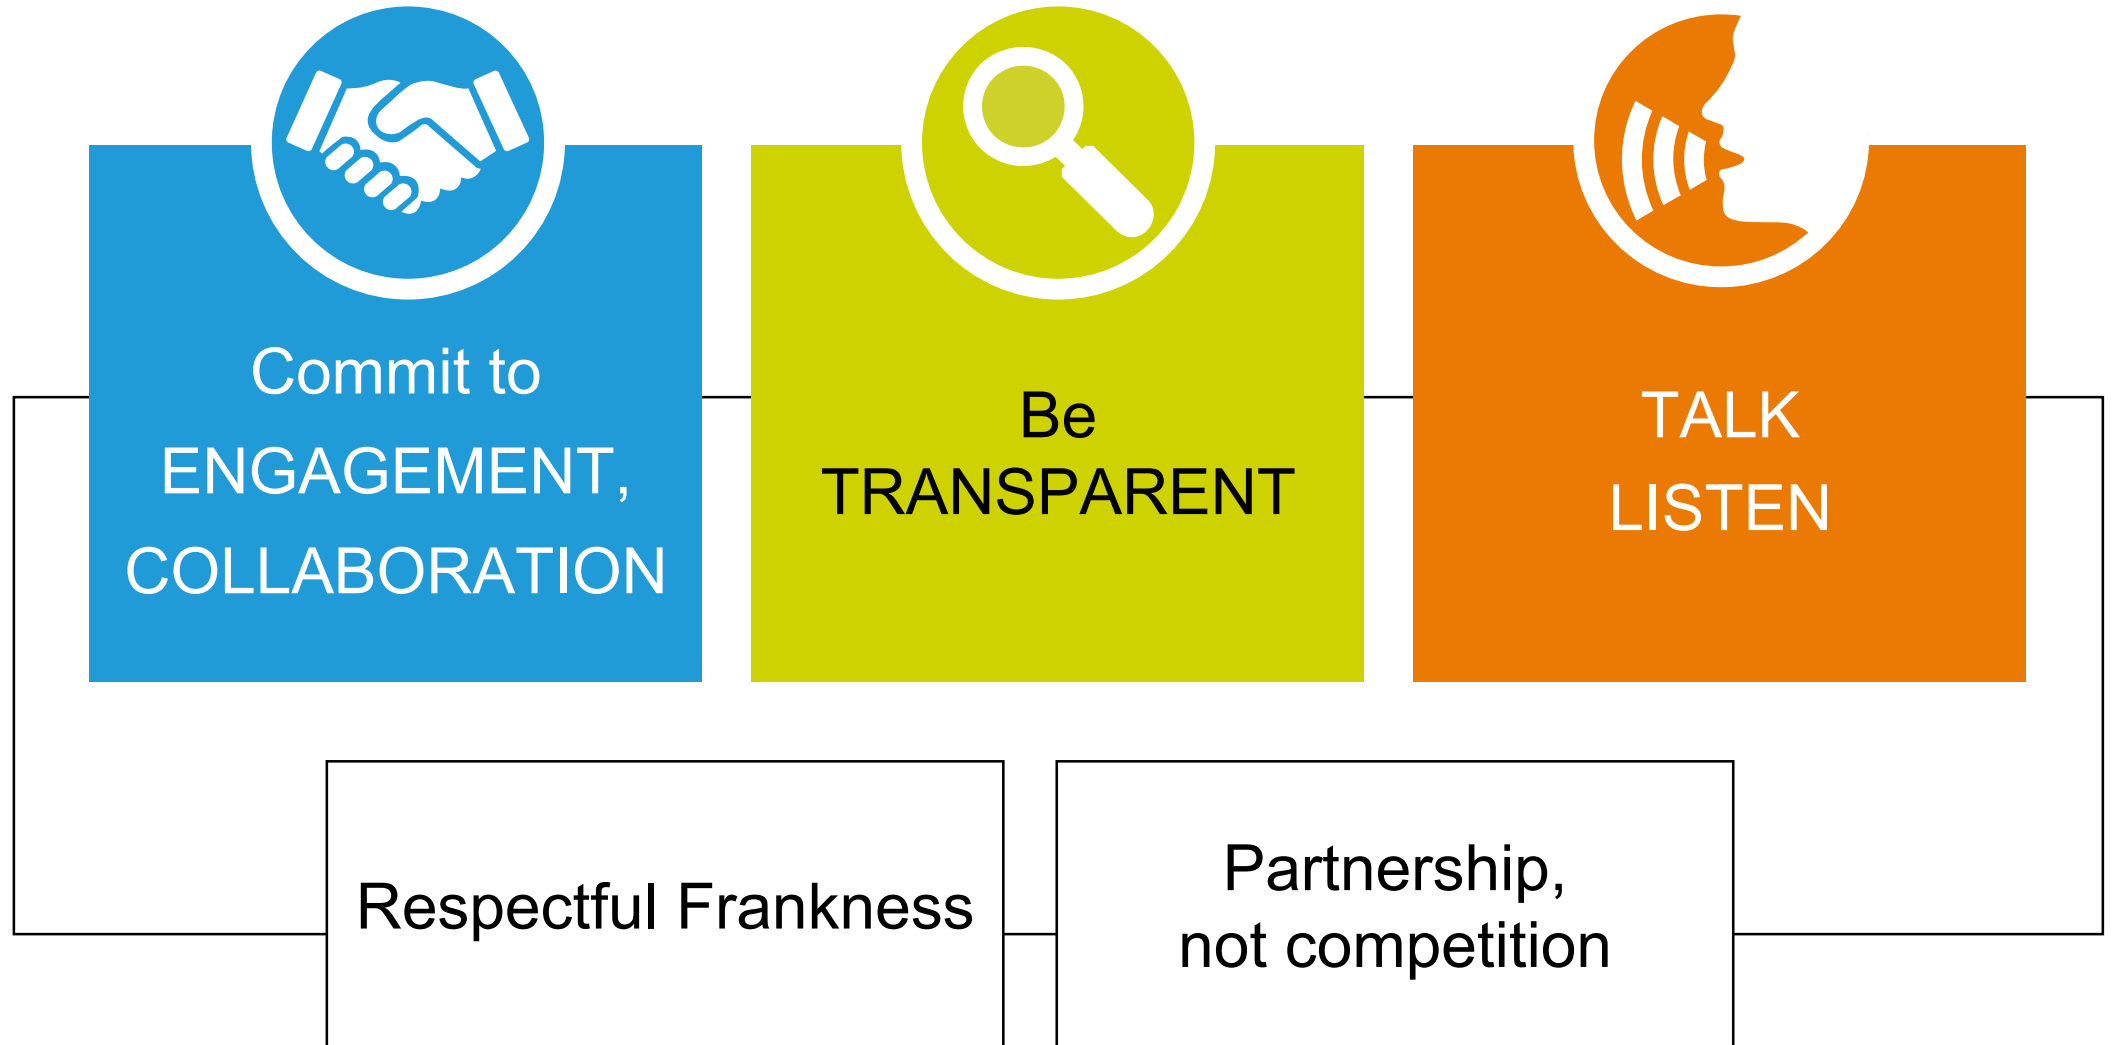 Commit to
ENGAGEMENT,
COLLABORATION
Be
TRANSPARENT
TALK
LISTEN
Respectful Frankness
Partnership,
not competition